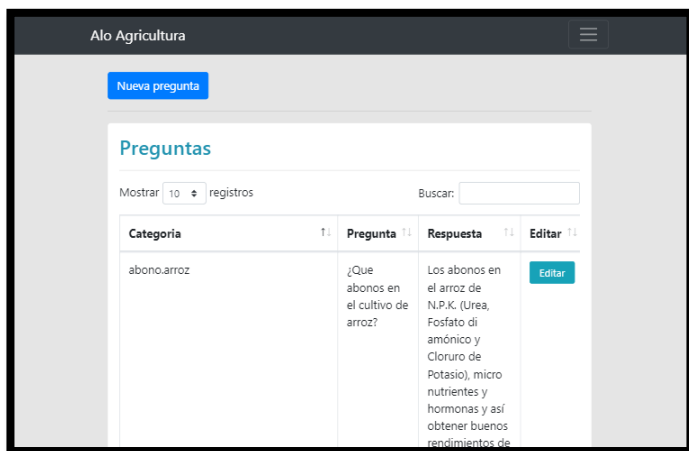 Alo Agricultura
Nueva pregunta
Preguntas
Mostrar 10 registros
Buscar:
Categoria Pregunta Respuesta Editar
abono.arroz
¿Que
abonos en
el cultivo de
arroz?
Los abonos en
el arroz de
N.P.K. (Urea,
Fosfato di
amónico y
Cloruro de
Potasio), micro
nutrientes y
hormonas y así
obtener buenos
rendimientos de
Editar